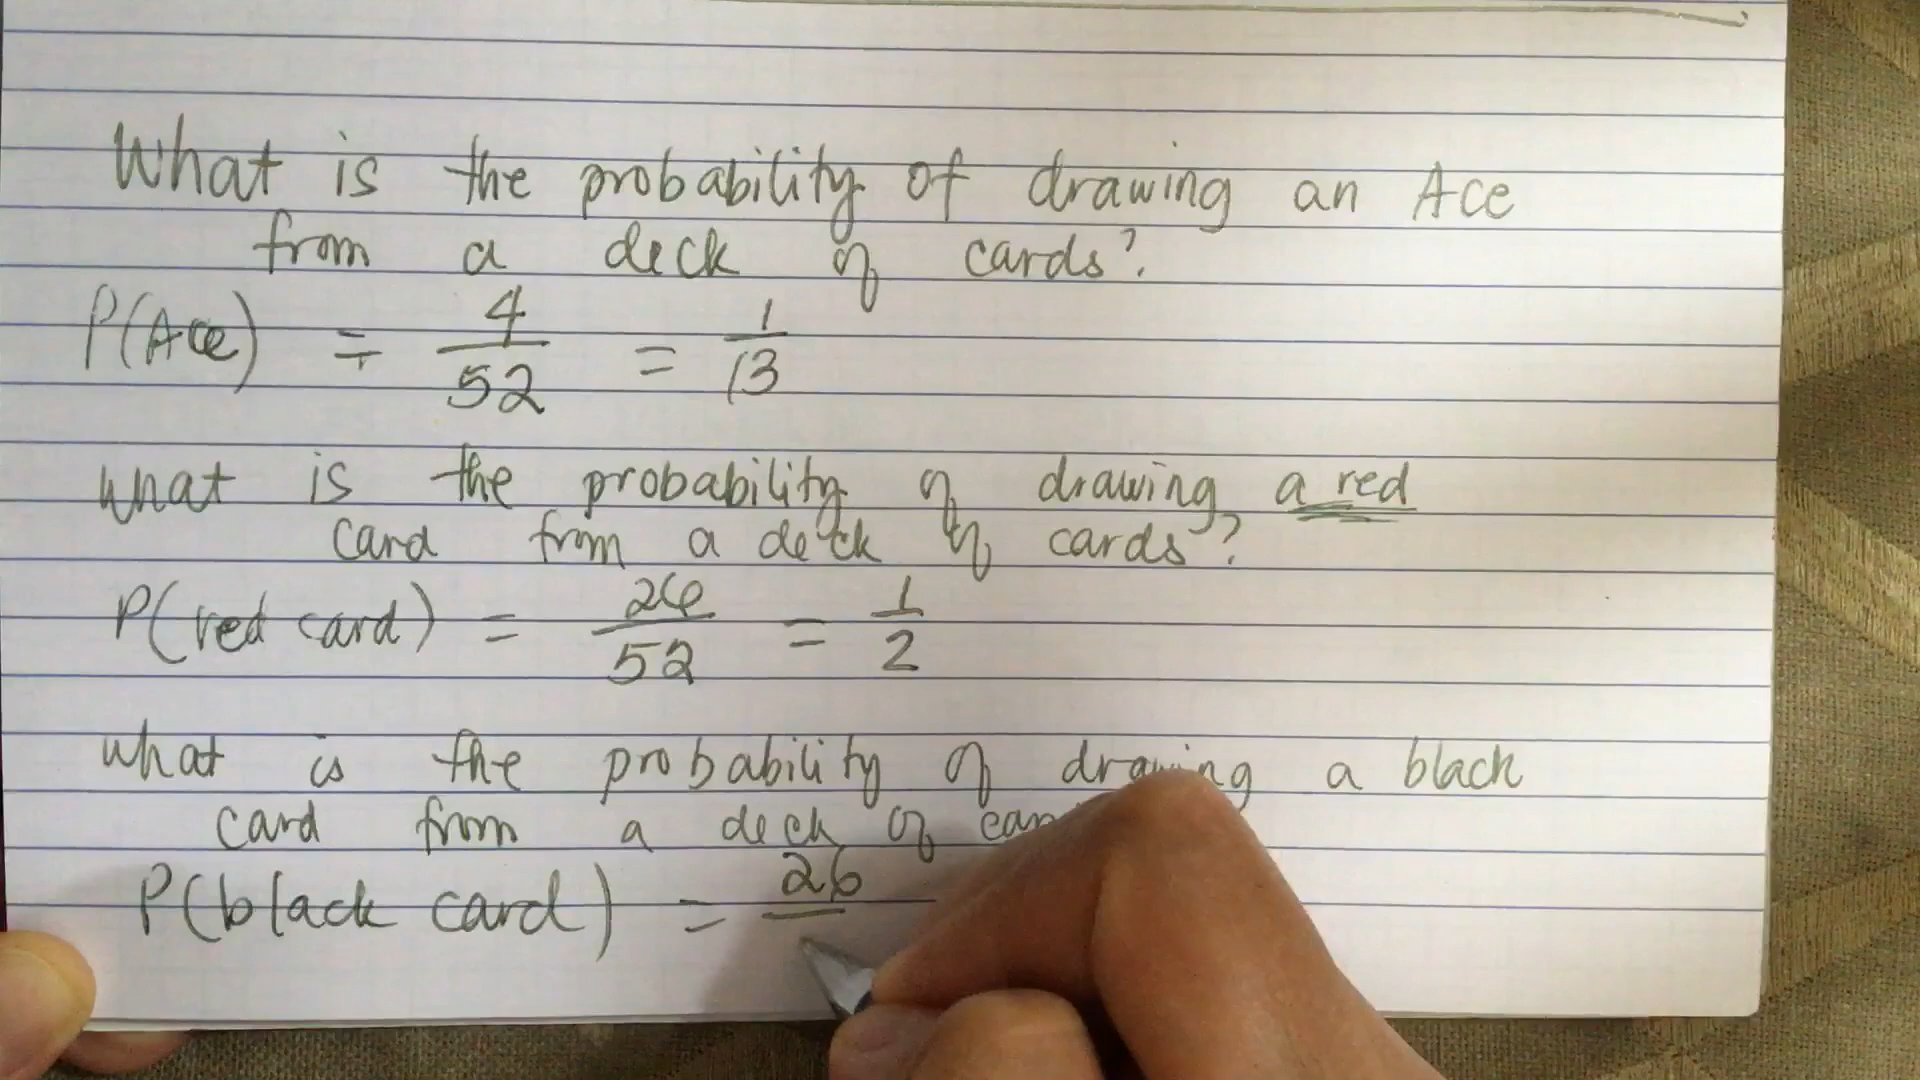 What is the probability of drawing an Ace
from a deck of cards?
P(Ace) = 4/52 = 1/13
What is the probability of drawing a red
card from a deck of cards?
P(red card) = 26/52 = 1/2
What is the probability of drawing a black
card from a deck of
P(black card) = 26